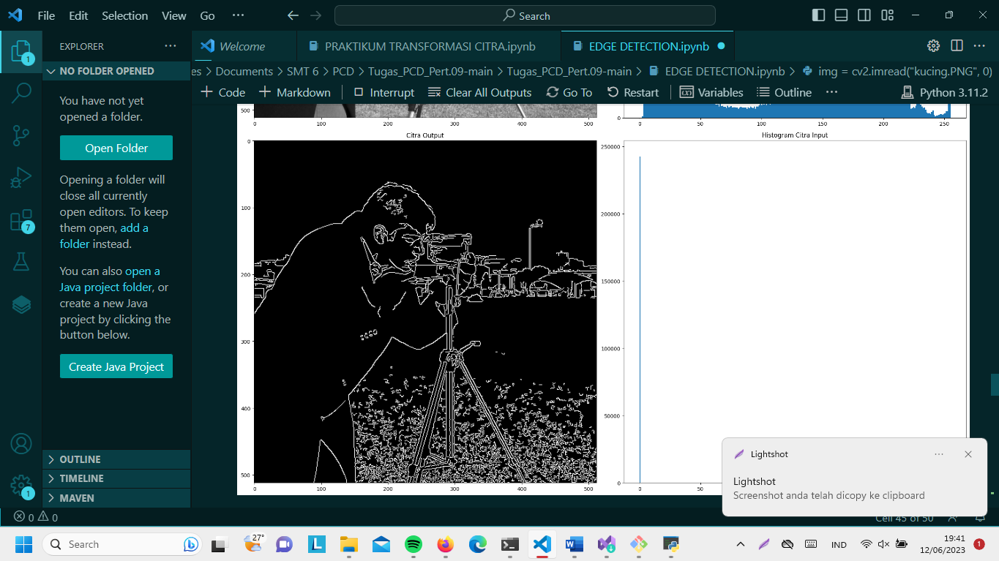 File Edit Selection View Go ··· Search
EXPLORER ··· Welcome PRAKTIKUM TRANSFORMASI CITRA.ipynb EDGE DETECTION.ipynb ● ···
NO FOLDER OPENED
es > Documents > SMT 6 > PCD > Tugas_PCD_Pert.09-main > Tugas_PCD_Pert.09-main > EDGE DETECTION.ipynb > img = cv2.imread("kucing.PNG", 0)
+ Code + Markdown Interrupt Clear All Outputs Go To Restart Variables Outline ··· Python 3.11.2
You have not yet
opened a folder.
Open Folder
Opening a folder will
close all currently
open editors. To keep
them open, add a
folder instead.
You can also open a
Java project folder, or
create a new Java
project by clicking the
button below.
Create Java Project
OUTLINE
TIMELINE
MAVEN
1
7
1
500
0 100 200 300 400 500
0
0 50 100 150 200 250
Citra Output
0
100
200
300
400
500
0 100 200 300 400 500
Histogram Citra Input
250000
200000
150000
100000
50000
0
0 50
Lightshot ···
Lightshot
Screenshot anda telah dicopy ke clipboard
0 0
Cell 45 of 50
Search 27° IND 19:41
12/06/2023 1